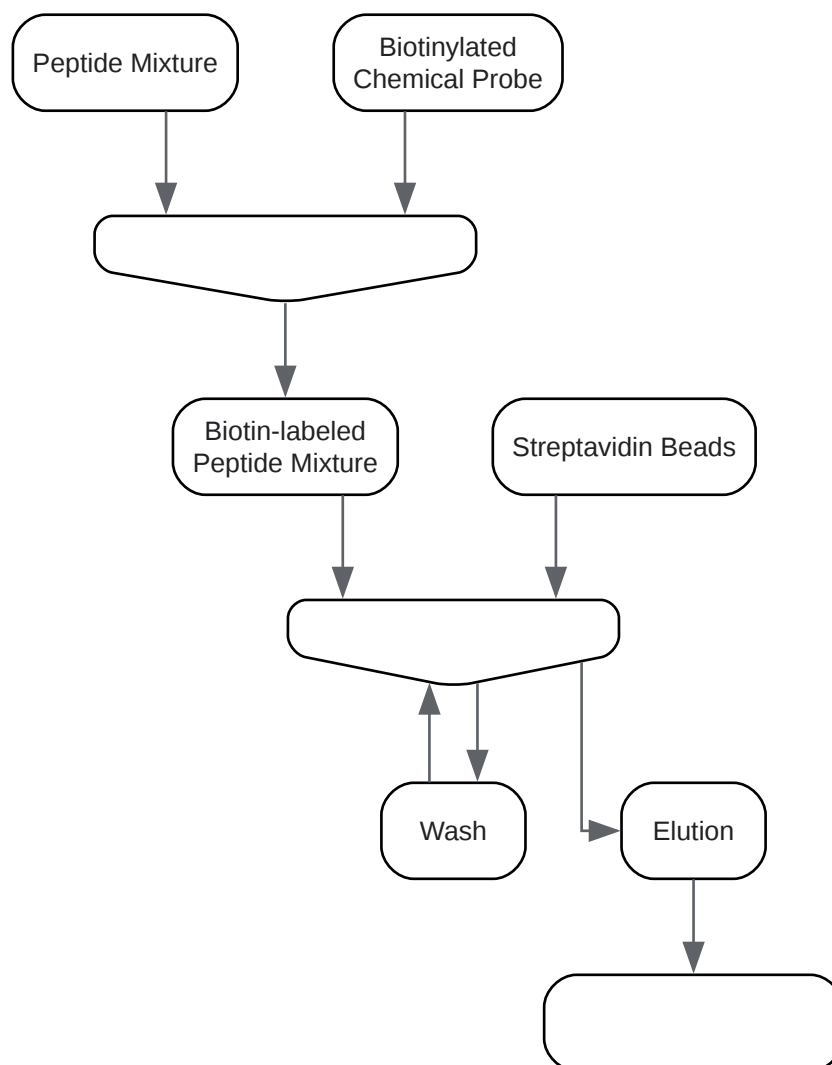 Peptide Mixture
Biotinylated
Chemical Probe
Biotin-labeled
Peptide Mixture
Streptavidin Beads
Wash
Elution